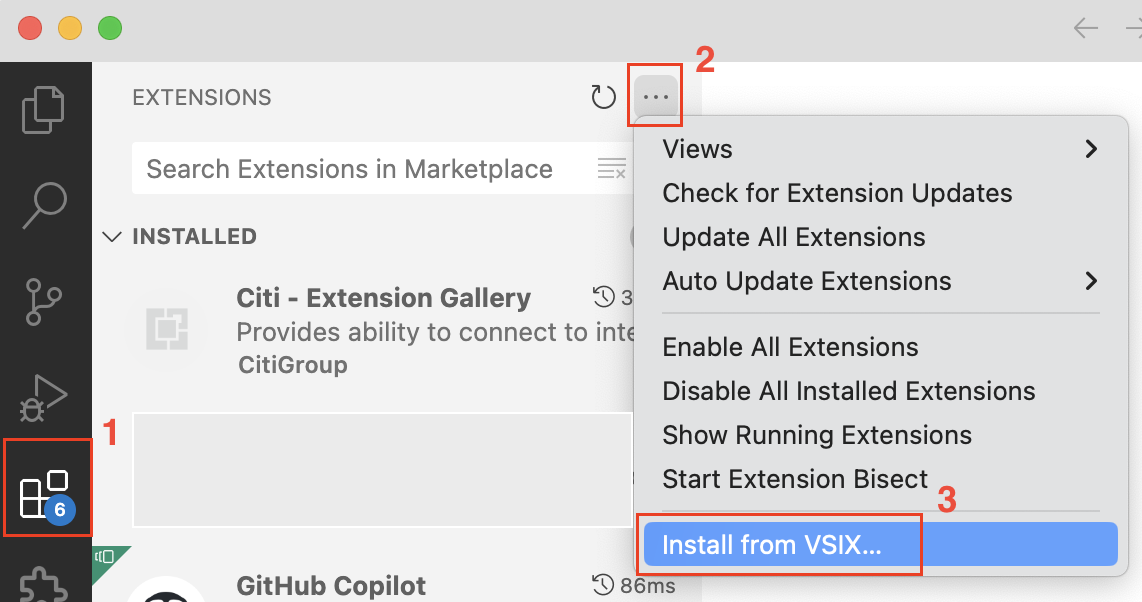 2
EXTENSIONS
...
Search Extensions in Marketplace
Views
Check for Extension Updates
INSTALLED
Update All Extensions
Auto Update Extensions
Citi - Extension Gallery
3
Provides ability to connect to inte
CitiGroup
Enable All Extensions
Disable All Installed Extensions
Show Running Extensions
Start Extension Bisect
1
6
3
Install from VSIX...
GitHub Copilot
86ms